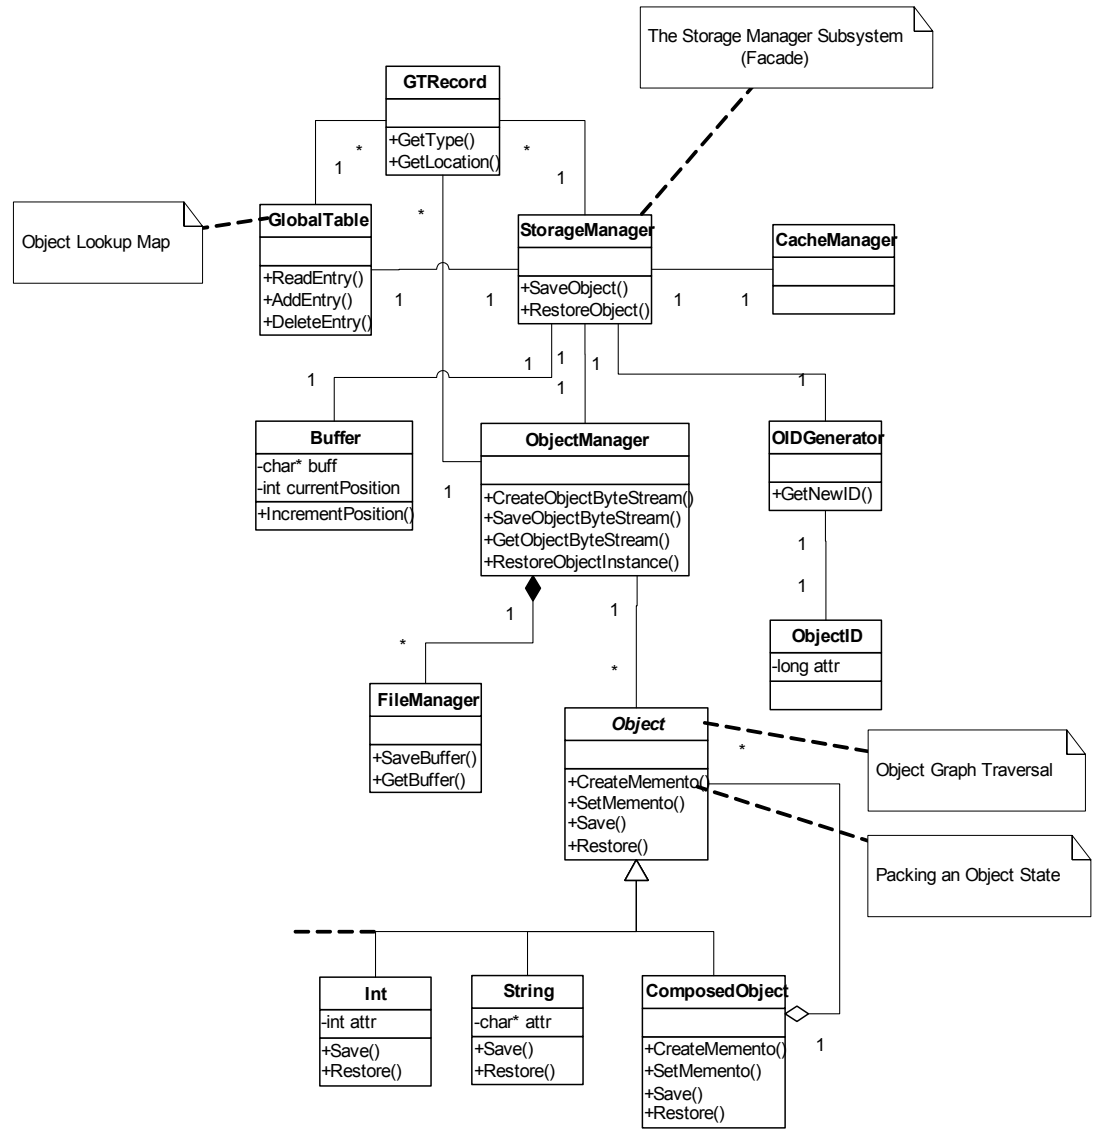 The Storage Manager Subsystem
(Facade)
GTRecord
+GetType()
+GetLocation()
*
1
*
1
*
Object Lookup Map
GlobalTable
+ReadEntry()
+AddEntry()
+DeleteEntry()
StorageManager
+SaveObject()
+RestoreObject()
CacheManager
1
1
1
1
1
1
1
1
1
1
Buffer
-char* buff
-int currentPosition
+IncrementPosition()
ObjectManager
+CreateObjectByteStream()
+SaveObjectByteStream()
+GetObjectByteStream()
+RestoreObjectInstance()
OIDGenerator
+GetNewID()
1
1
1
ObjectID
-long attr
1
*
1
*
FileManager
+SaveBuffer()
+GetBuffer()
Object
+CreateMemento()
+SetMemento()
+Save()
+Restore()
*
Object Graph Traversal
Packing an Object State
Int
-int attr
+Save()
+Restore()
String
-char* attr
+Save()
+Restore()
ComposedObject
+CreateMemento()
+SetMemento()
+Save()
+Restore()
1